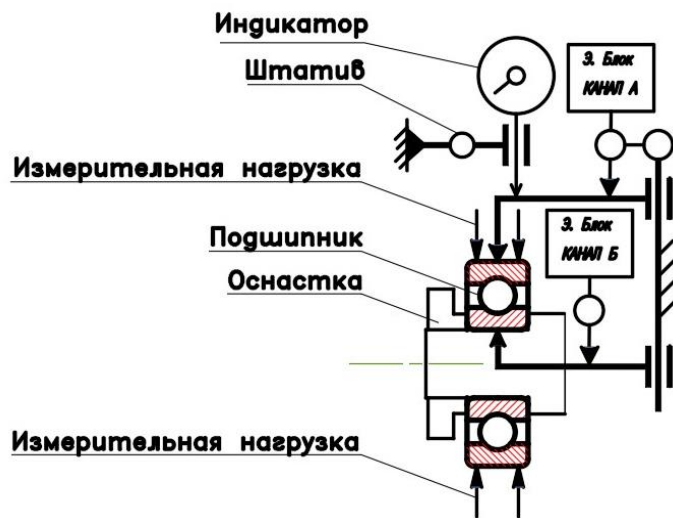 Индикатор
Штатив
Э. Блок
КАНАЛ А
Измерительная нагрузка
Э. Блок
КАНАЛ Б
Подшипник
Оснастка
Измерительная нагрузка